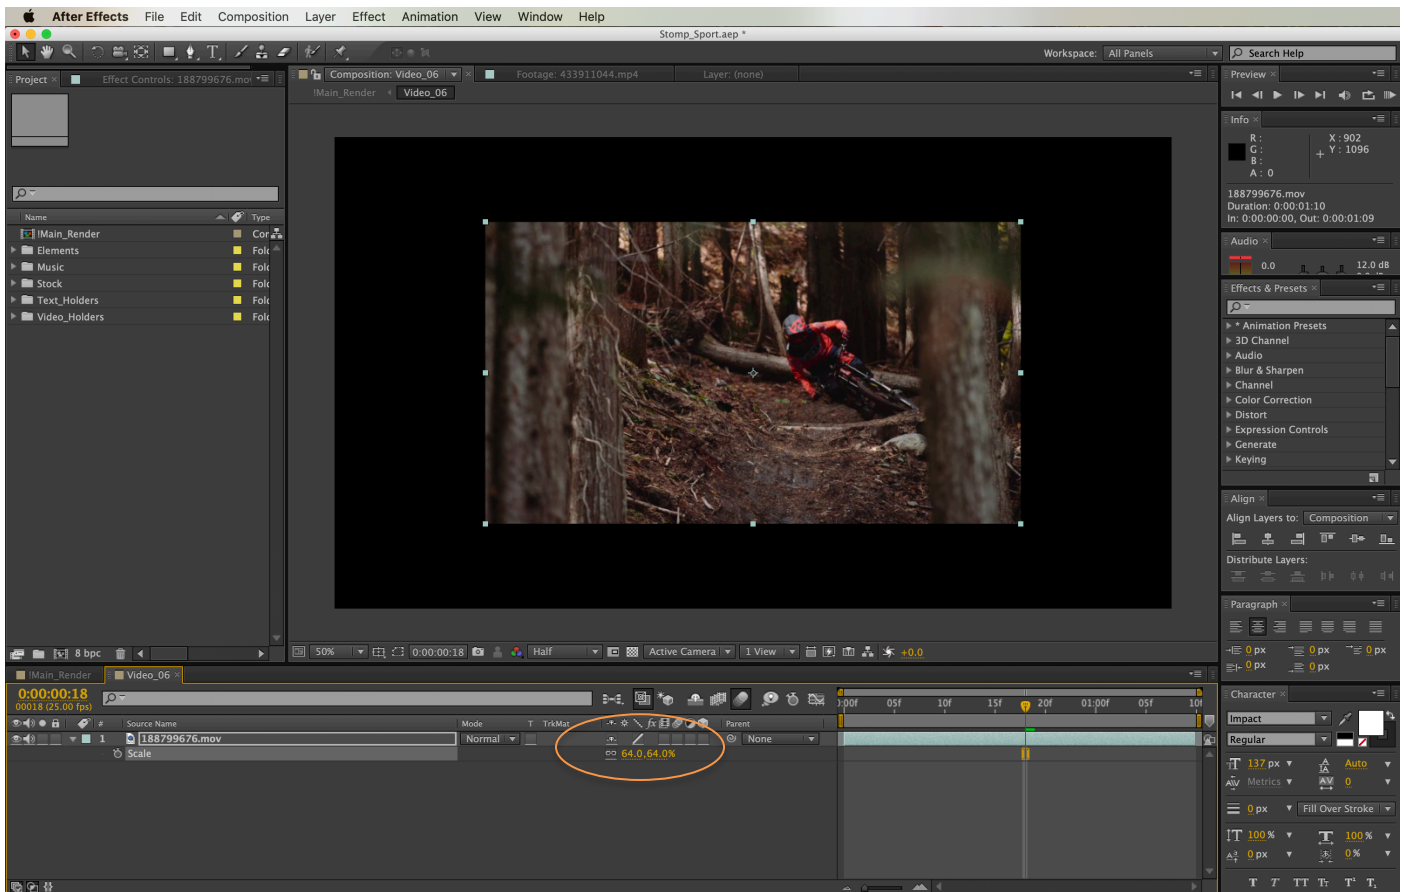 After Effects File Edit Composition Layer Effect Animation View Window Help
Stomp_Sport.aep *
Workspace: All Panels
Search Help
Project
Effect Controls: 188799676.mov
Composition: Video_06
Footage: 433911044.mp4
Layer: (none)
!Main_Render
Video_06
Name
Type
!Main_Render
Elements
Music
Stock
Text_Holders
Video_Holders
8 bpc
50%
0:00:00:18
Half
Active Camera
1 View
+0.0
Preview
Info
R :
G :
B :
A : 0
X : 902
Y : 1096
188799676.mov
Duration: 0:00:01:10
In: 0:00:00:00, Out: 0:00:01:09
Audio
0.0
12.0 dB
Effects & Presets
* Animation Presets
3D Channel
Audio
Blur & Sharpen
Channel
Color Correction
Distort
Expression Controls
Generate
Keying
Align
Align Layers to: Composition
Distribute Layers:
Paragraph
0 px 0 px 0 px
0 px 0 px
Character
Impact
Regular
137 px
Auto
Metrics
0
0 px
Fill Over Stroke
100 %
100 %
0 px
0 %
!Main_Render
Video_06
0:00:00:18
00018 (25.00 fps)
# Source Name Mode T TrkMat Parent
1 188799676.mov Normal None
Scale 64.0,64.0%
05f 10f 15f 20f 01:00f 05f